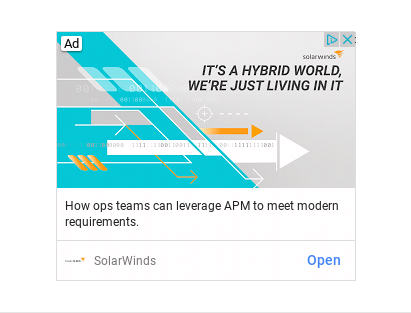 Ad
solarwinds
IT'S A HYBRID WORLD,
WE'RE JUST LIVING IN IT
How ops teams can leverage APM to meet modern
requirements.
SolarWinds
Open